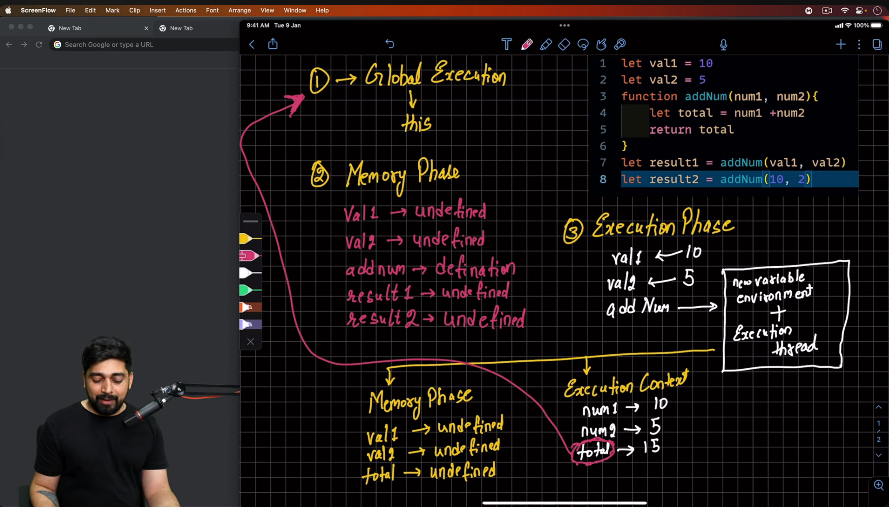 ScreenFlow File Edit Mark Clip Insert Actions Font Arrange View Window Help
New Tab
New Tab
Search Google or type a URL
9:41 AM Tue 9 Jan
100%
① → Global Execution
this
② Memory Phase
val1 → undefined
val2 → undefined
addnum → defination
result1 → undefined
result2 → undefined
1 let val1 = 10
2 let val2 = 5
3 function addNum(num1, num2){
4 let total = num1 +num2
5 return total
6 }
7 let result1 = addNum(val1, val2)
8 let result2 = addNum(10, 2)
③ Execution Phase
val1 ← 10
val2 ← 5
add Num →
new variable
environment
+
Execution
thread
Memory Phase
val1 → undefined
val2 → undefined
total → undefined
Execution Context
num1 → 10
num2 → 5
total → 15
1
2